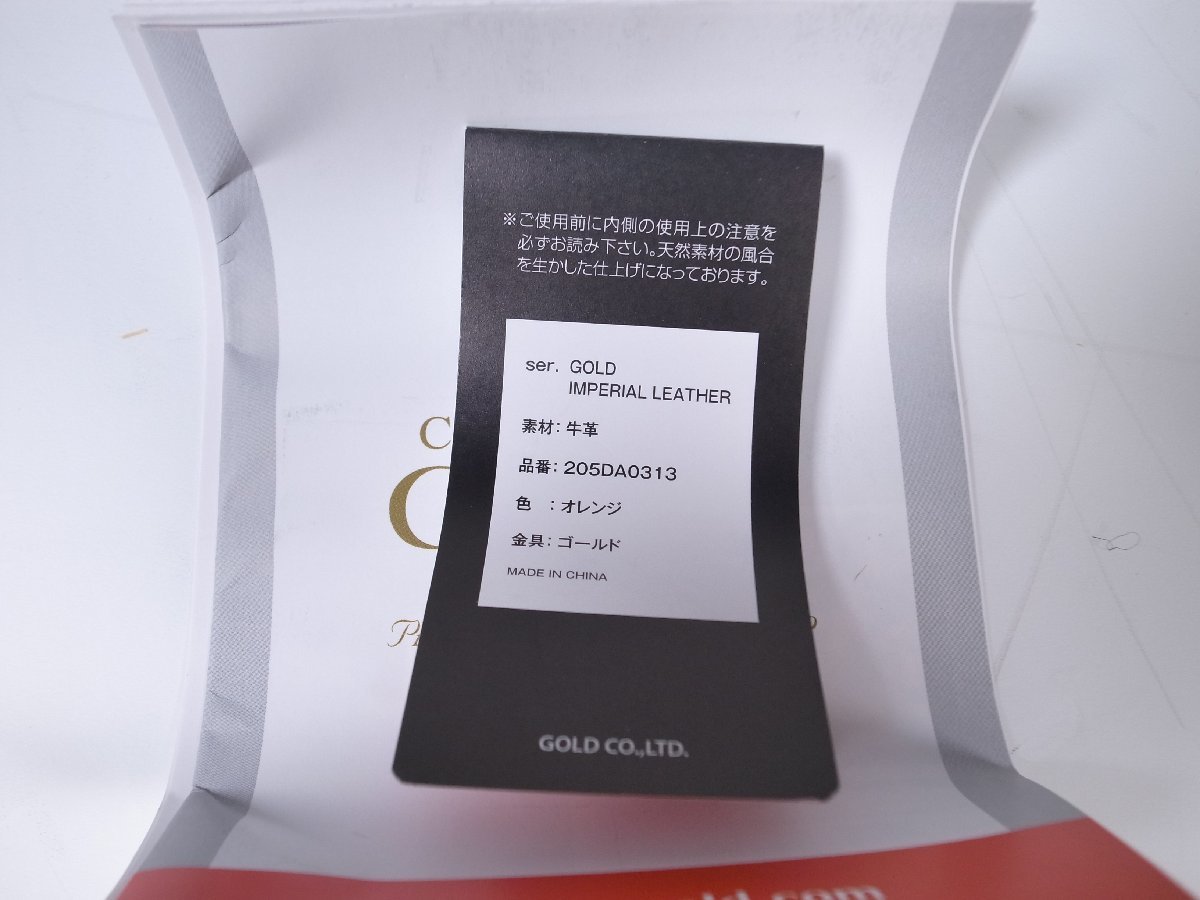 ※ご使用前に内側の使用上の注意を
必ずお読み下さい。天然素材の風合
を生かした仕上げになっております。
ser. GOLD
IMPERIAL LEATHER
素材: 牛革
品番: 205DA0313
色 : オレンジ
金具: ゴールド
MADE IN CHINA
GOLD CO.,LTD.